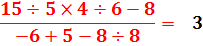 15 ÷ 5 × 4 ÷ 6 − 8
−6 + 5 − 8 ÷ 8 = 3